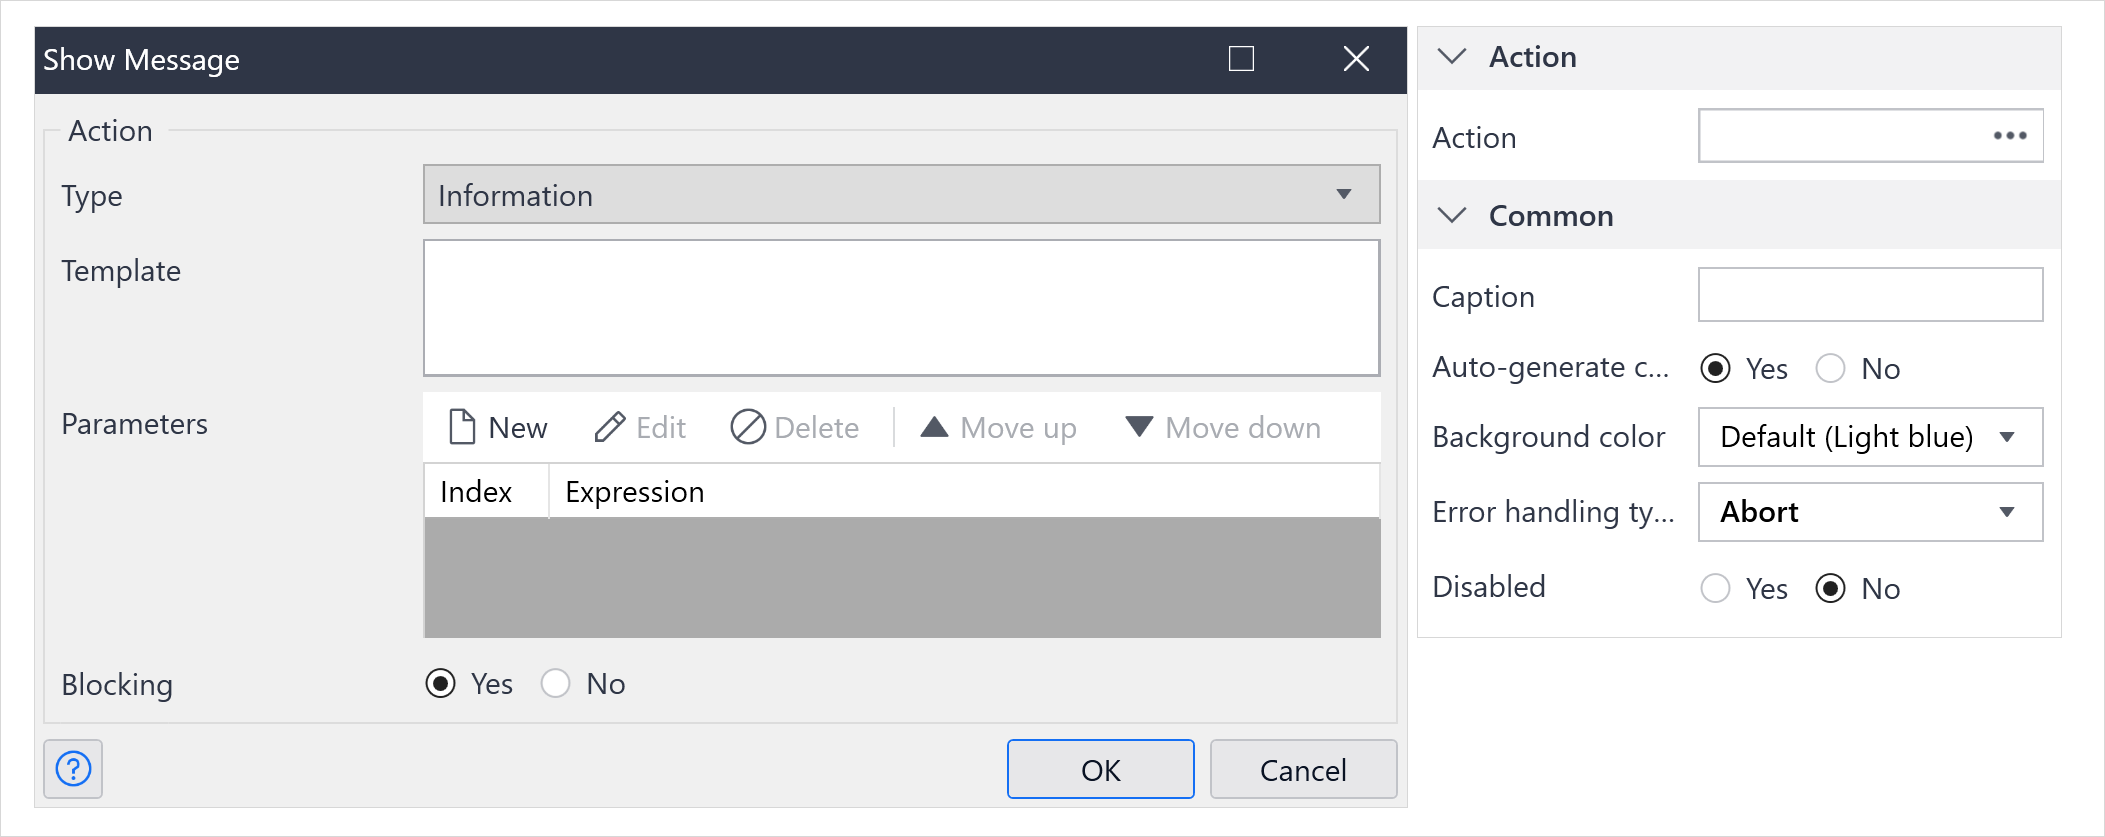 Show Message
Action
Type
Information
Template
Parameters
New Edit Delete Move up Move down
Index Expression
Blocking
Yes No
OK Cancel
Action
Action
Common
Caption
Auto-generate c... Yes No
Background color Default (Light blue)
Error handling ty... Abort
Disabled Yes No